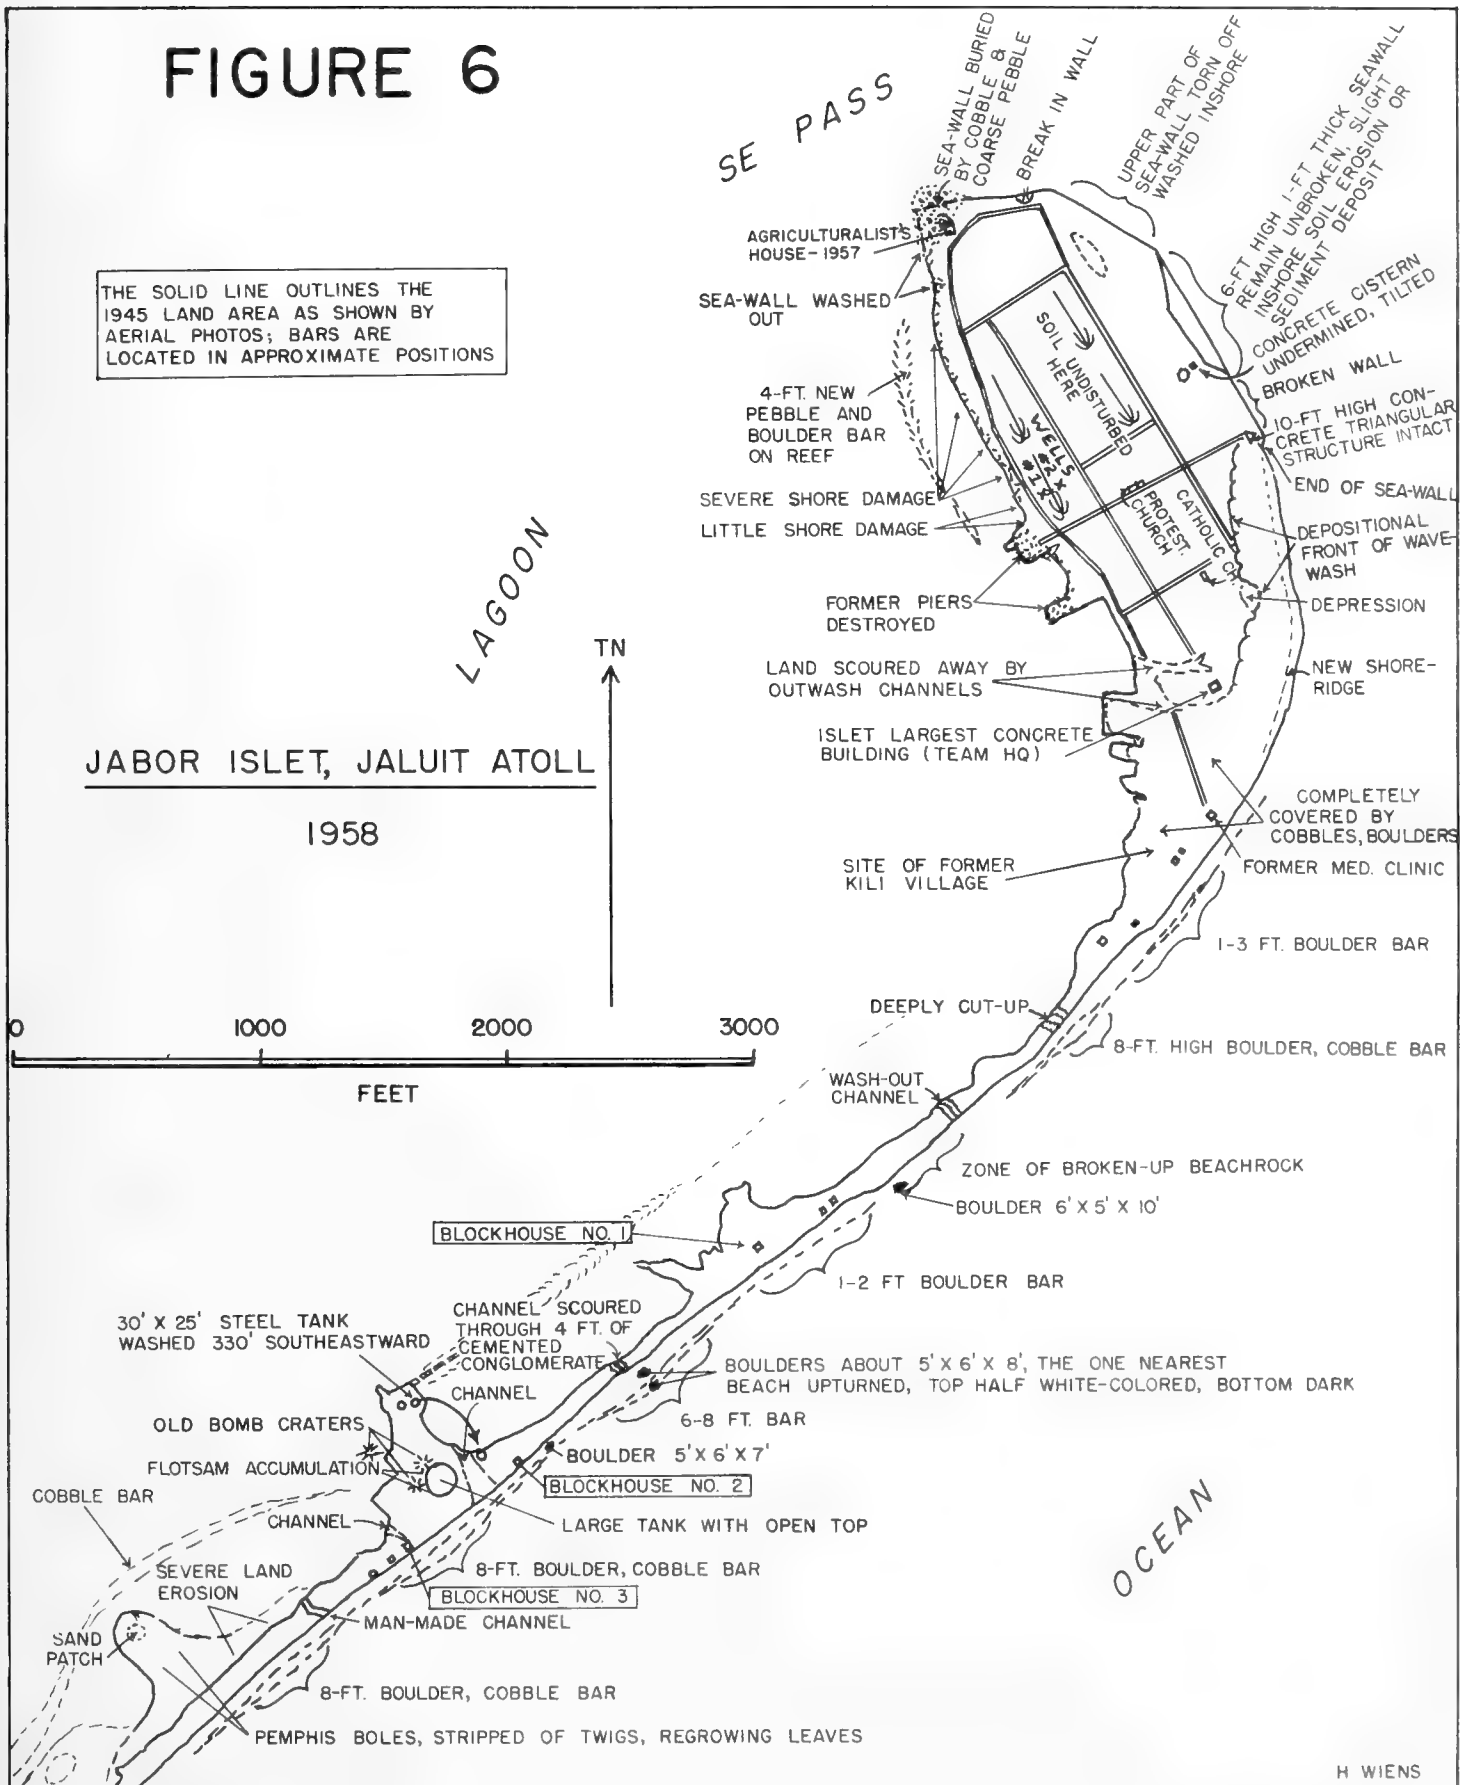 FIGURE 6
SE PASS
SEA-WALL BURIED
BY COBBLE &
COARSE PEBBLE
BREAK IN WALL
UPPER PART OF
SEA-WALL TORN OFF
WASHED INSHORE
6-FT HIGH 1-FT THICK SEAWALL
REMAIN UNBROKEN, SLIGHT
INSHORE SOIL EROSION OR
SEDIMENT DEPOSIT
CONCRETE CISTERN
UNDERMINED, TILTED
BROKEN WALL
10-FT HIGH CON-
CRETE TRIANGULAR
STRUCTURE INTACT
END OF SEA-WALL
DEPOSITIONAL
FRONT OF WAVE-
WASH
DEPRESSION
NEW SHORE-
RIDGE
THE SOLID LINE OUTLINES THE
1945 LAND AREA AS SHOWN BY
AERIAL PHOTOS; BARS ARE
LOCATED IN APPROXIMATE POSITIONS
AGRICULTURALIST'S
HOUSE-1957
SEA-WALL WASHED
OUT
4-FT. NEW
PEBBLE AND
BOULDER BAR
ON REEF
SOIL UNDISTURBED
HERE
WELLS
#2 X
#1 X
PROTEST.
CHURCH
CATHOLIC CH.
SEVERE SHORE DAMAGE
LITTLE SHORE DAMAGE
LAGOON
FORMER PIERS
DESTROYED
TN
LAND SCOURED AWAY BY
OUTWASH CHANNELS
ISLET LARGEST CONCRETE
BUILDING (TEAM HQ)
JABOR ISLET, JALUIT ATOLL
1958
COMPLETELY
COVERED BY
COBBLES, BOULDERS
SITE OF FORMER
KILI VILLAGE
FORMER MED. CLINIC
1-3 FT. BOULDER BAR
DEEPLY CUT-UP
8-FT. HIGH BOULDER, COBBLE BAR
0 1000 2000 3000
FEET
WASH-OUT
CHANNEL
ZONE OF BROKEN-UP BEACHROCK
BOULDER 6' X 5' X 10'
BLOCKHOUSE NO. 1
1-2 FT BOULDER BAR
30' X 25' STEEL TANK
WASHED 330' SOUTHEASTWARD
CHANNEL SCOURED
THROUGH 4 FT. OF
CEMENTED
CONGLOMERATE
BOULDERS ABOUT 5' X 6' X 8', THE ONE NEAREST
BEACH UPTURNED, TOP HALF WHITE-COLORED, BOTTOM DARK
CHANNEL
6-8 FT. BAR
OLD BOMB CRATERS
BOULDER 5' X 6' X 7'
FLOTSAM ACCUMULATION
BLOCKHOUSE NO. 2
COBBLE BAR
CHANNEL
LARGE TANK WITH OPEN TOP
SEVERE LAND
EROSION
8-FT. BOULDER, COBBLE BAR
BLOCKHOUSE NO. 3
MAN-MADE CHANNEL
SAND
PATCH
8-FT. BOULDER, COBBLE BAR
PEMPHIS BOLES, STRIPPED OF TWIGS, REGROWING LEAVES
OCEAN
H WIENS